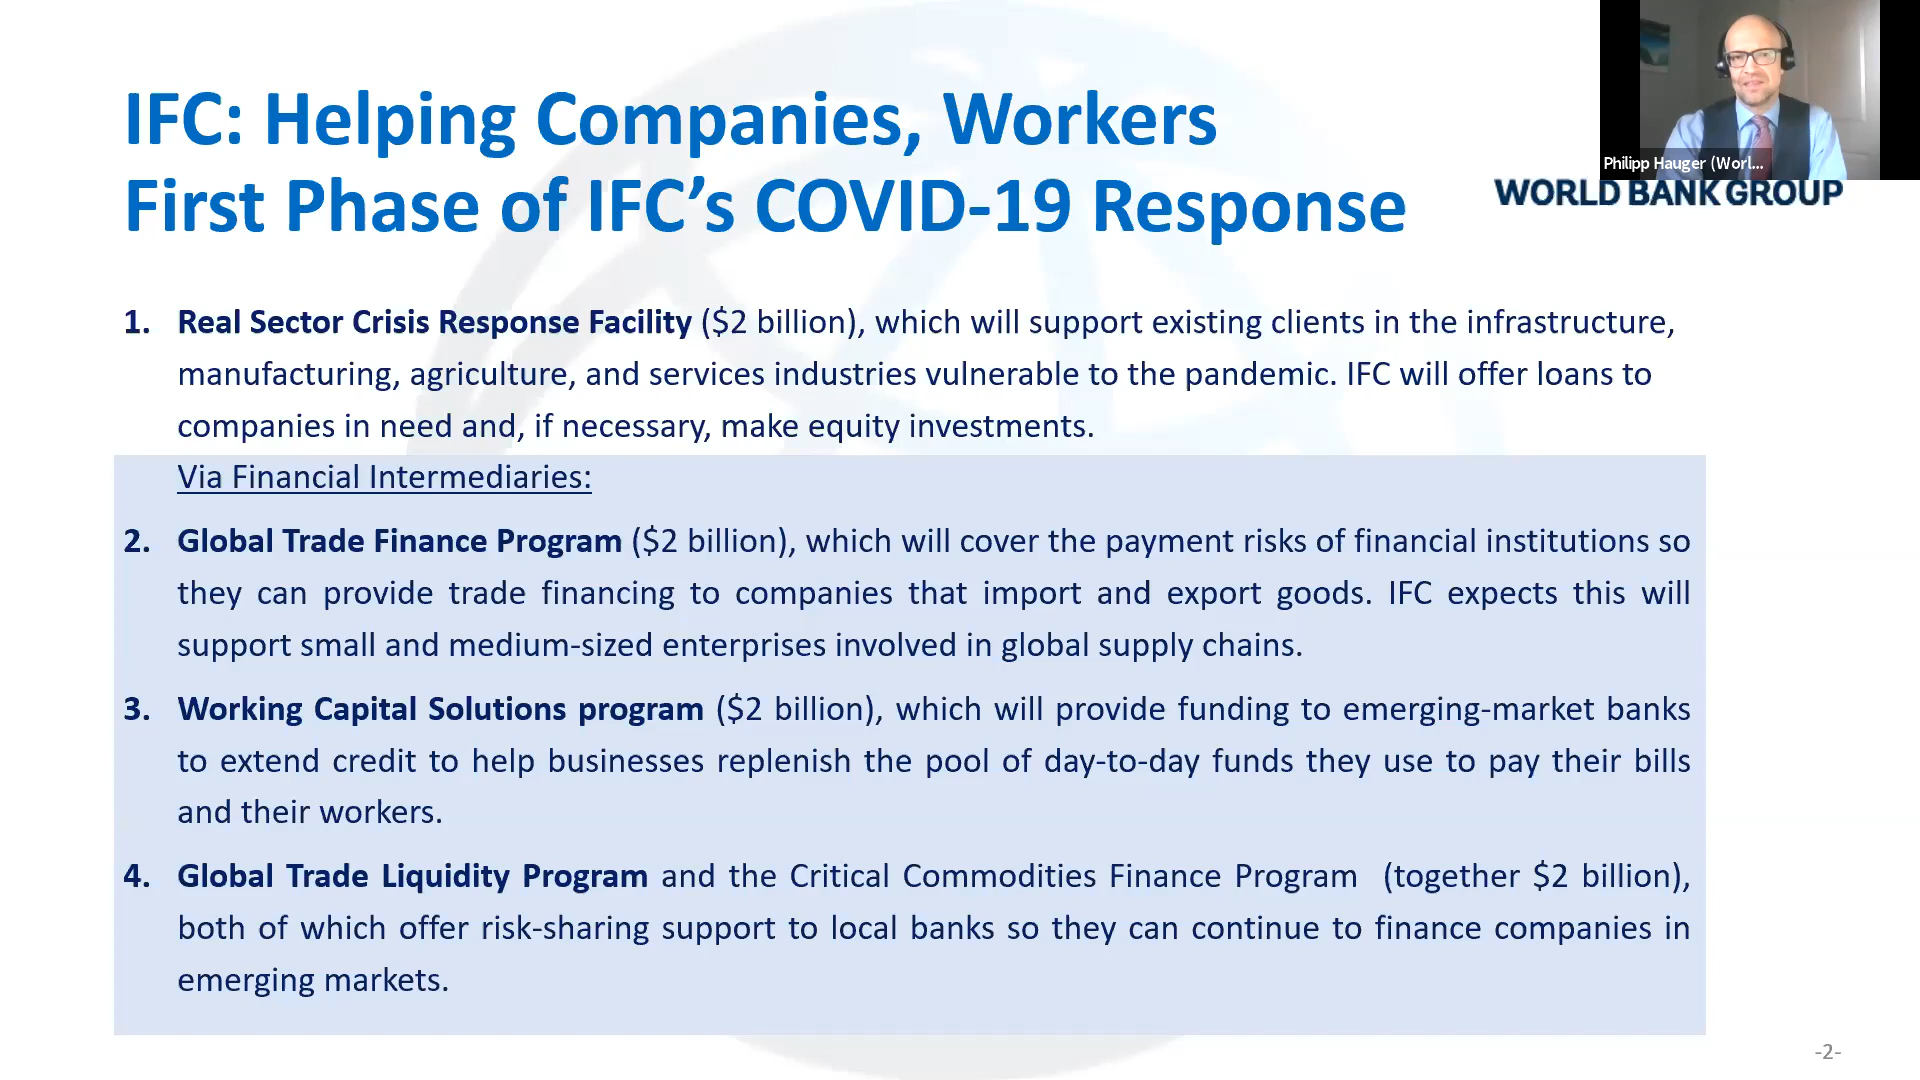 IFC: Helping Companies, Workers
First Phase of IFC’s COVID-19 Response
Philipp Hauger (Worl...
WORLD BANK GROUP
1. Real Sector Crisis Response Facility ($2 billion), which will support existing clients in the infrastructure,
manufacturing, agriculture, and services industries vulnerable to the pandemic. IFC will offer loans to
companies in need and, if necessary, make equity investments.
Via Financial Intermediaries:
2. Global Trade Finance Program ($2 billion), which will cover the payment risks of financial institutions so
they can provide trade financing to companies that import and export goods. IFC expects this will
support small and medium-sized enterprises involved in global supply chains.
3. Working Capital Solutions program ($2 billion), which will provide funding to emerging-market banks
to extend credit to help businesses replenish the pool of day-to-day funds they use to pay their bills
and their workers.
4. Global Trade Liquidity Program and the Critical Commodities Finance Program (together $2 billion),
both of which offer risk-sharing support to local banks so they can continue to finance companies in
emerging markets.
-2-